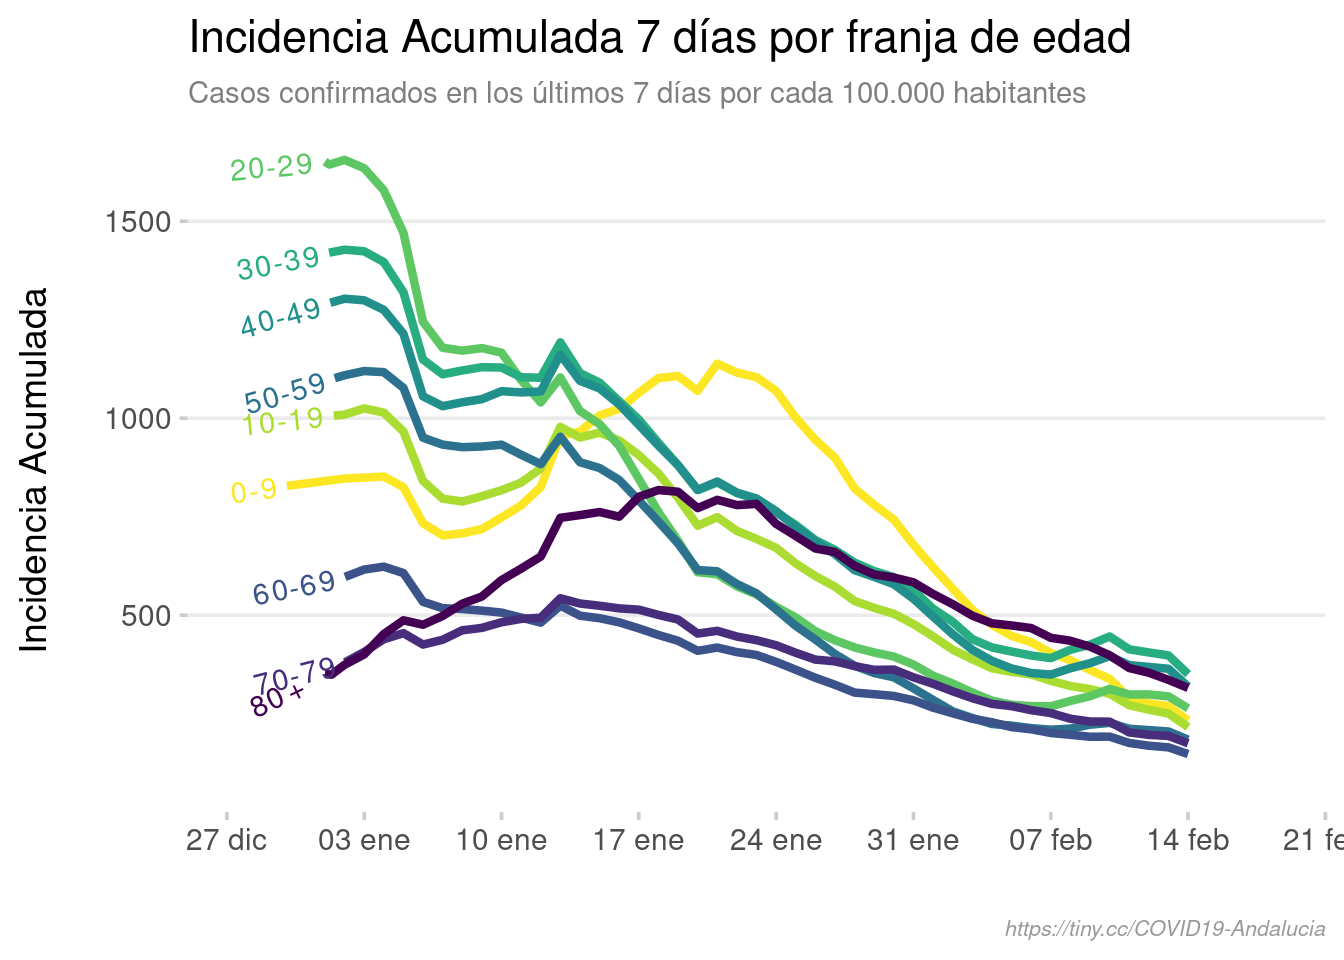 Incidencia Acumulada 7 días por franja de edad
Casos confirmados en los últimos 7 días por cada 100.000 habitantes
Incidencia Acumulada
1500
1000
500
20-29
30-39
40-49
50-59
10-19
0-9
60-69
70-79
80+
27 dic
03 ene
10 ene
17 ene
24 ene
31 ene
07 feb
14 feb
21 fe
https://tiny.cc/COVID19-Andalucia